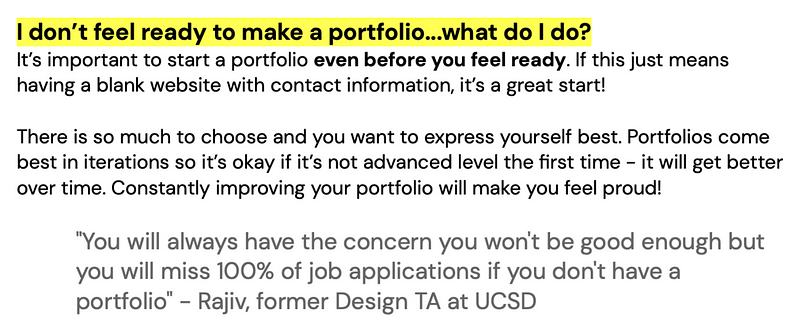 I don’t feel ready to make a portfolio...what do I do?
It’s important to start a portfolio even before you feel ready. If this just means
having a blank website with contact information, it’s a great start!
There is so much to choose and you want to express yourself best. Portfolios come
best in iterations so it’s okay if it’s not advanced level the first time – it will get better
over time. Constantly improving your portfolio will make you feel proud!
"You will always have the concern you won't be good enough but
you will miss 100% of job applications if you don't have a
portfolio" – Rajiv, former Design TA at UCSD